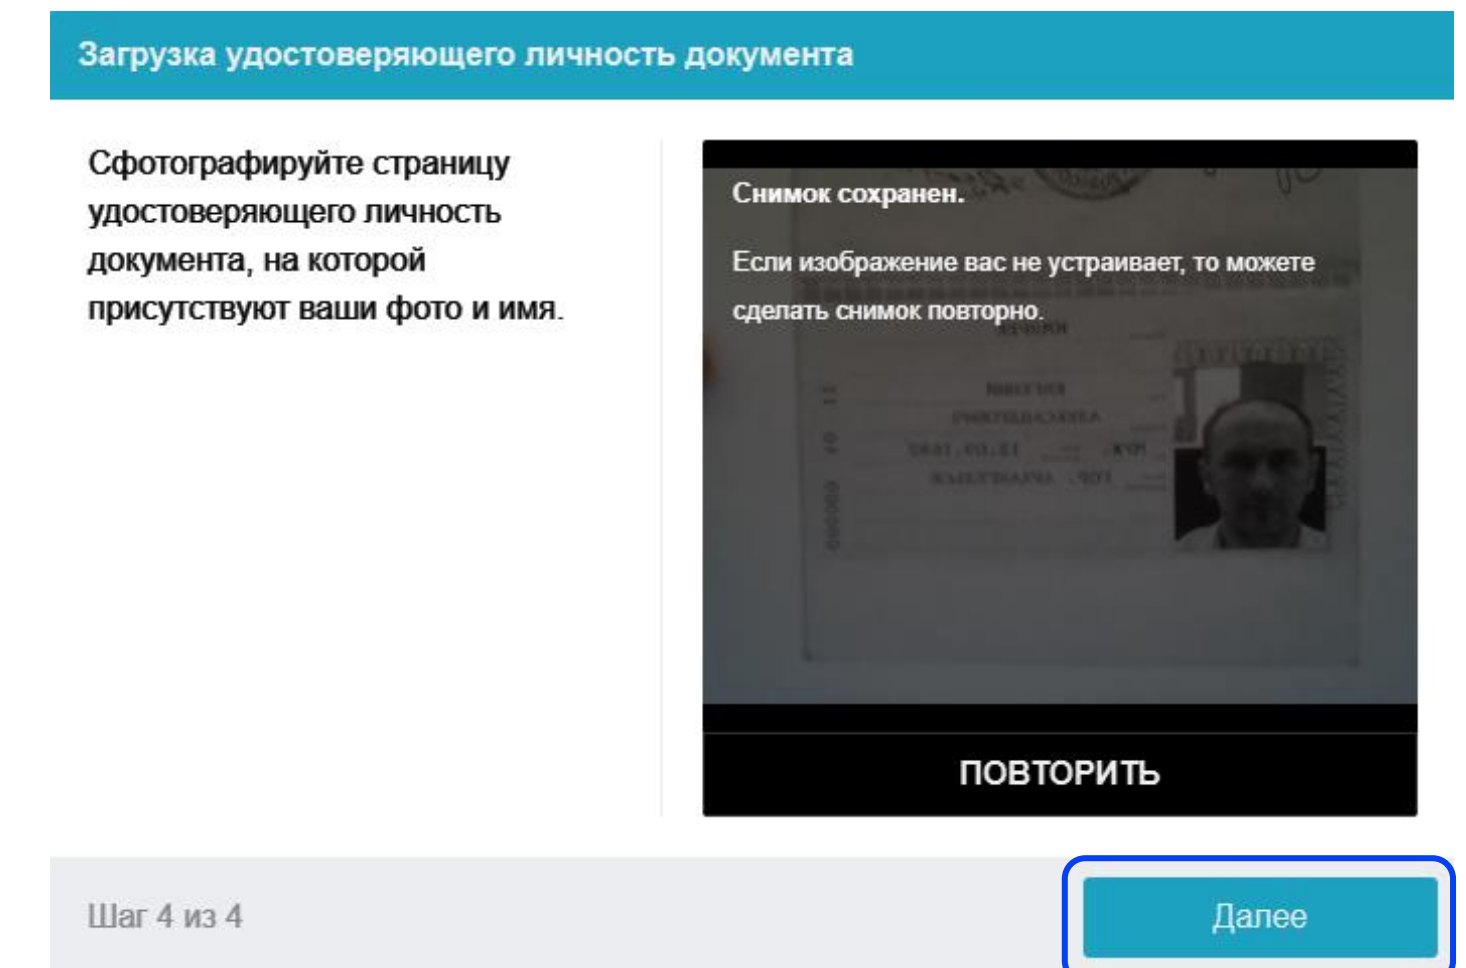 Загрузка удостоверяющего личность документа
Сфотографируйте страницу
удостоверяющего личность
документа, на которой
присутствуют ваши фото и имя.
Снимок сохранен.
Если изображение вас не устраивает, то можете
сделать снимок повторно.
ПОВТОРИТЬ
Шаг 4 из 4
Далее